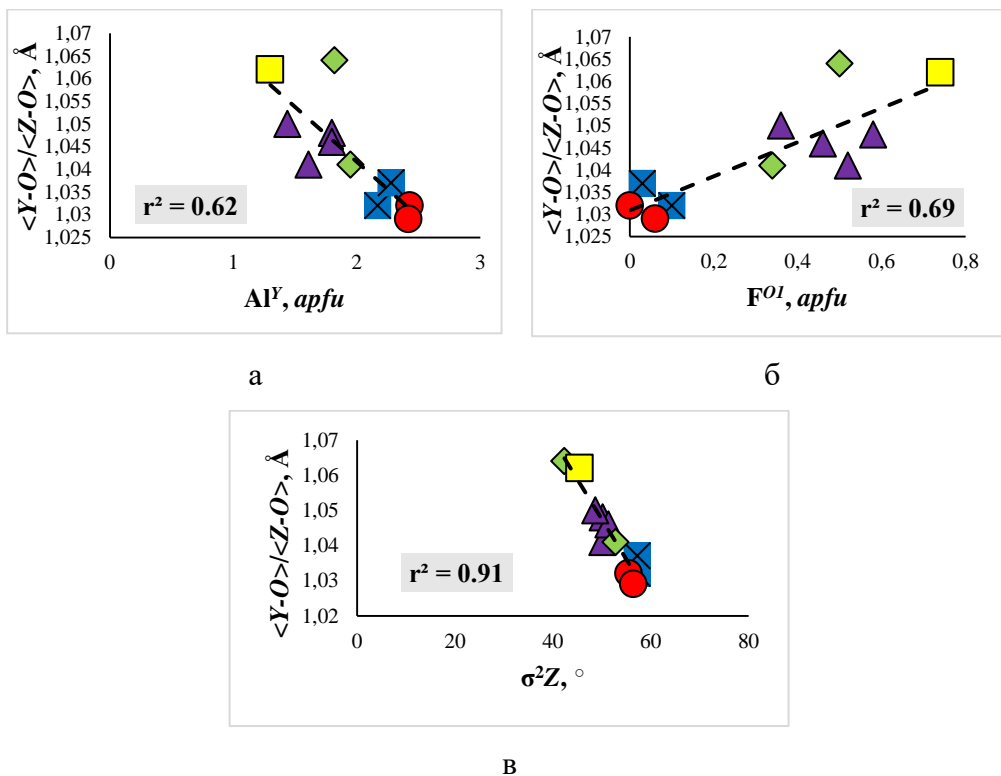 <Y-O>/<Z-O>, Å
1,07
1,065
1,06
1,055
1,05
1,045
1,04
1,035
1,03
1,025
r² = 0.62
0 1 2 3
Alʸ, apfu
а
<Y-O>/<Z-O>, Å
1,07
1,065
1,06
1,055
1,05
1,045
1,04
1,035
1,03
1,025
r² = 0.69
0 0,2 0,4 0,6 0,8
F^O1, apfu
б
<Y-O>/<Z-O>, Å
1,07
1,06
1,05
1,04
1,03
1,02
r² = 0.91
0 20 40 60 80
σ²Z, °
в